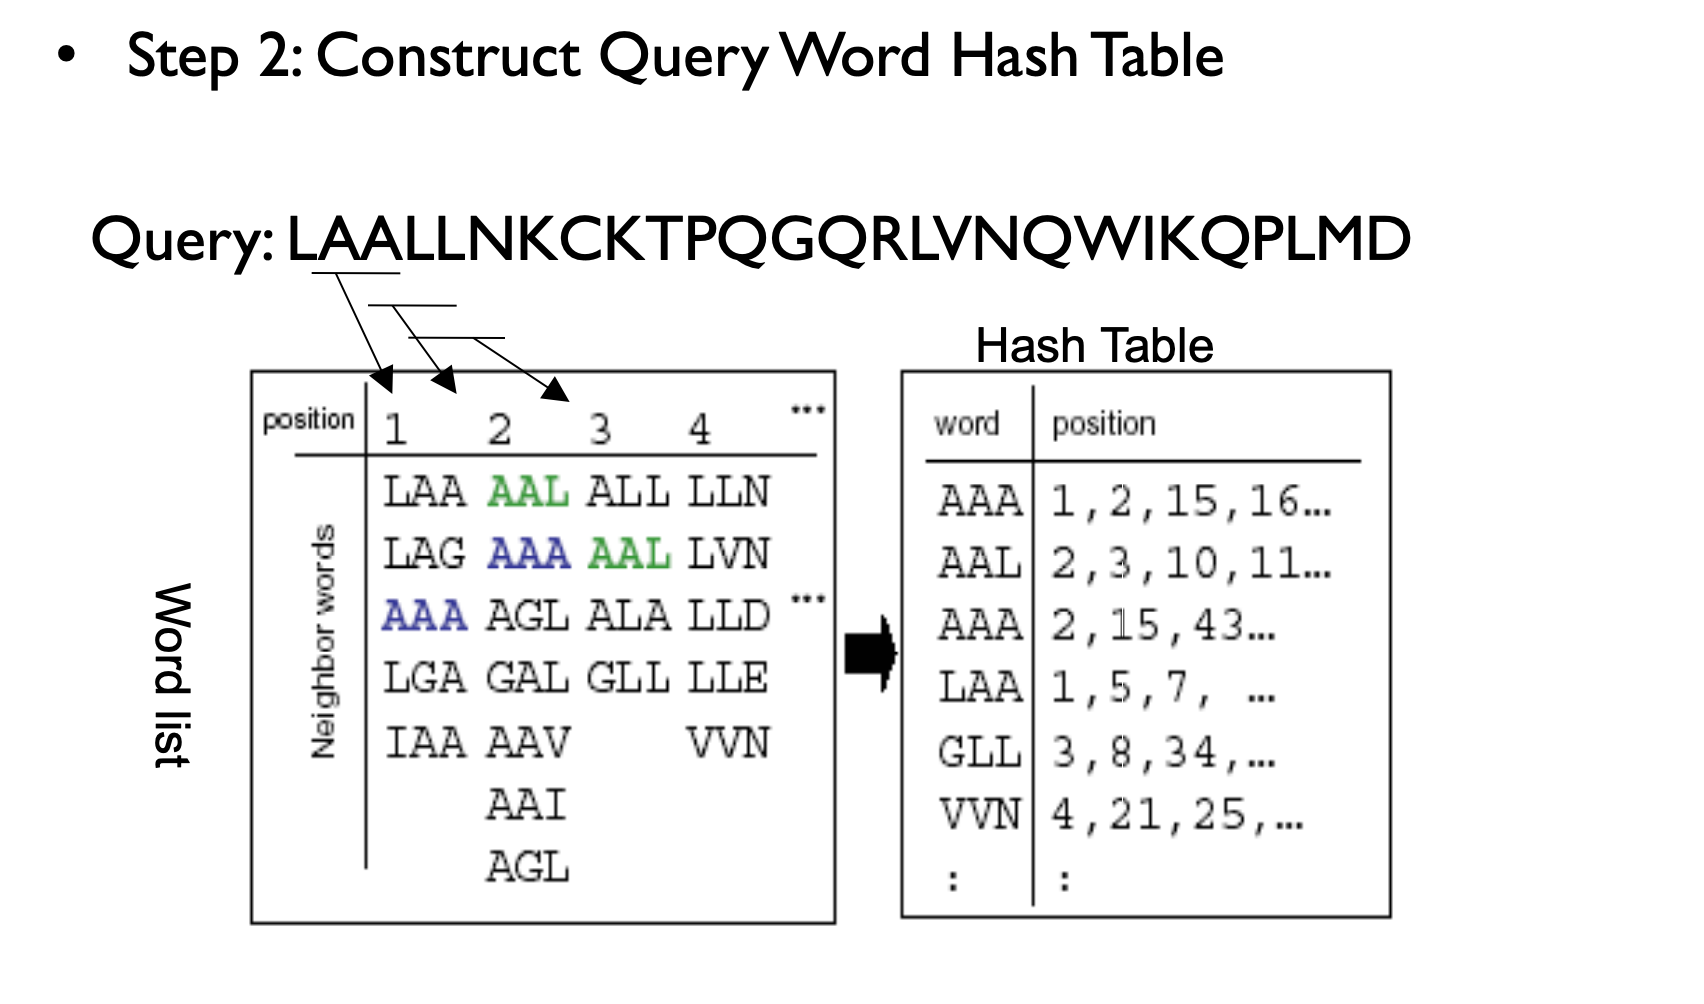 • Step 2: Construct Query Word Hash Table
Query: LAALLNKCKTPQGQRLVNQWIKQPLMD
Word list
Neighbor words
position 1 2 3 4 ...
LAA AAL ALL LLN
LAG AAA AAL LVN
AAA AGL ALA LLD ...
LGA GAL GLL LLE
IAA AAV VVN
AAI
AGL
Hash Table
word position
AAA 1,2,15,16...
AAL 2,3,10,11...
AAA 2,15,43...
LAA 1,5,7, ...
GLL 3,8,34,...
VVN 4,21,25,...
: :